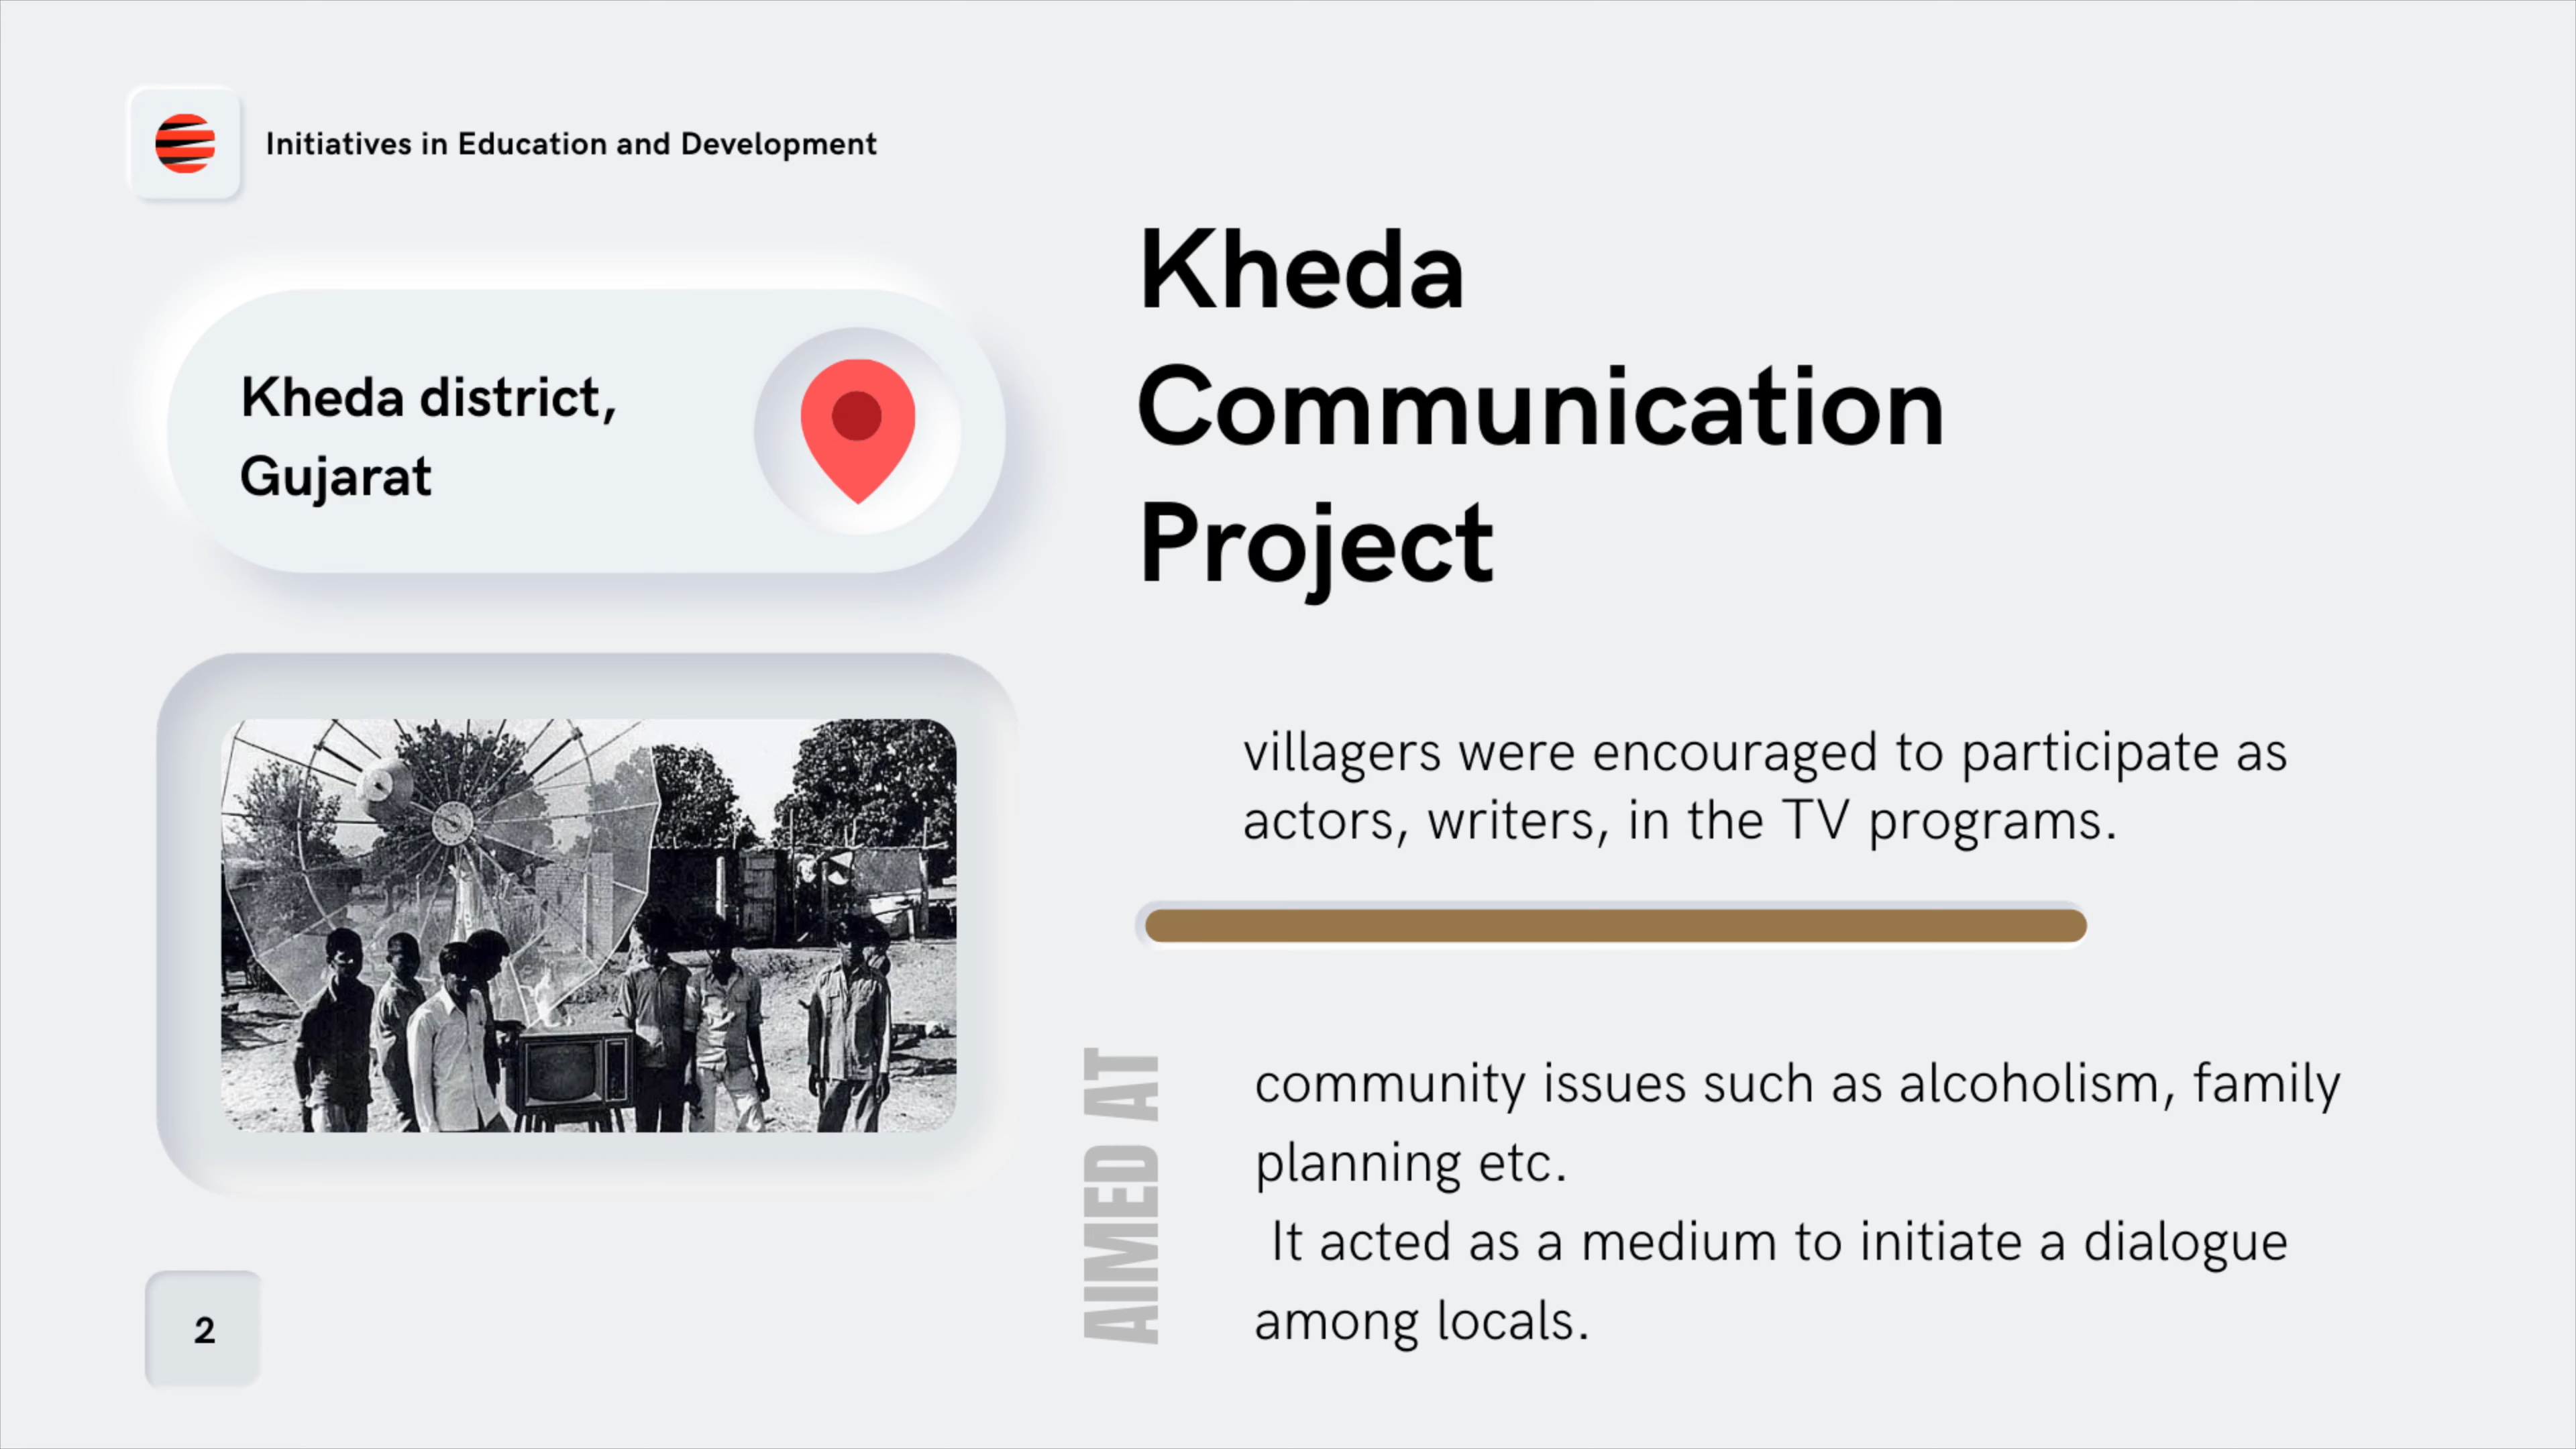 Initiatives in Education and Development
Kheda district,
Gujarat
Kheda
Communication
Project
villagers were encouraged to participate as
actors, writers, in the TV programs.
AIMED AT
community issues such as alcoholism, family
planning etc.
It acted as a medium to initiate a dialogue
among locals.
2